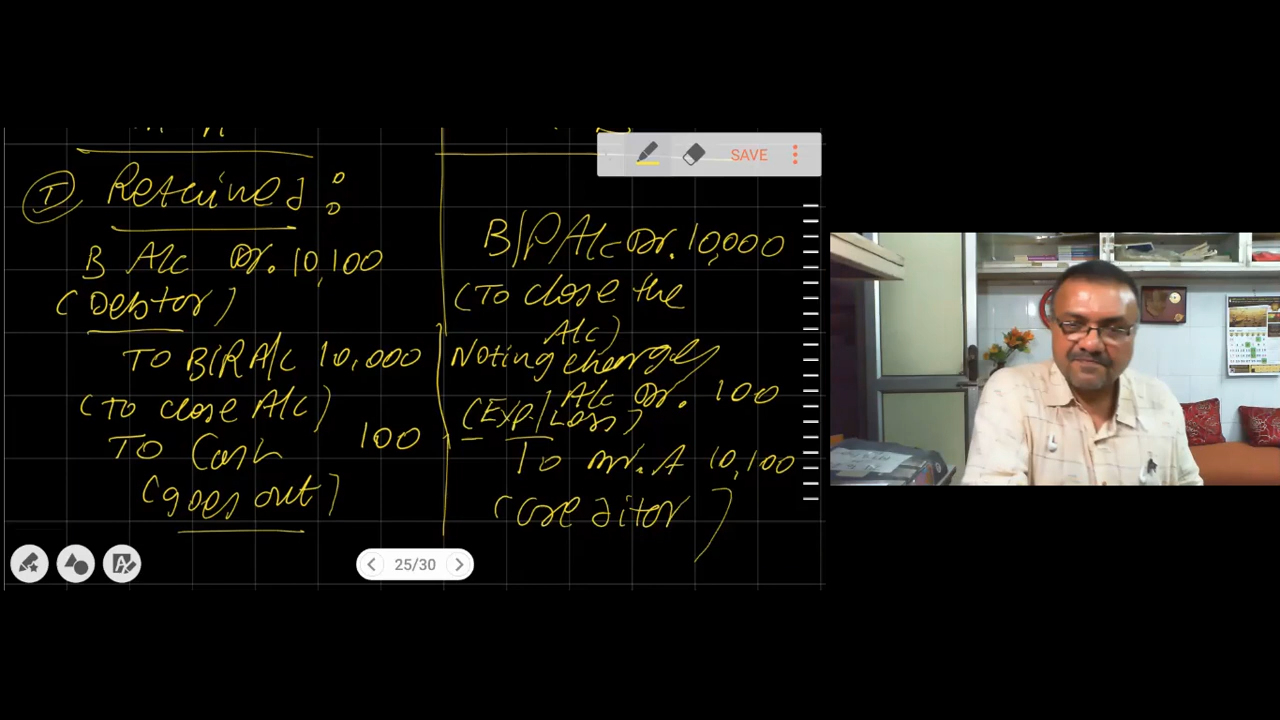 SAVE
I Retained :
B A/c Dr. 10,100
(Debtor)
To B/R A/c 10,000
(To close A/c)
To Cash 100
(goes out)
B/P A/c Dr. 10,000
(To close the
A/c)
Noting charges
A/c Dr. 100
(Exp./Loss)
To Mr. A 10,100
(Creditor)
25/30